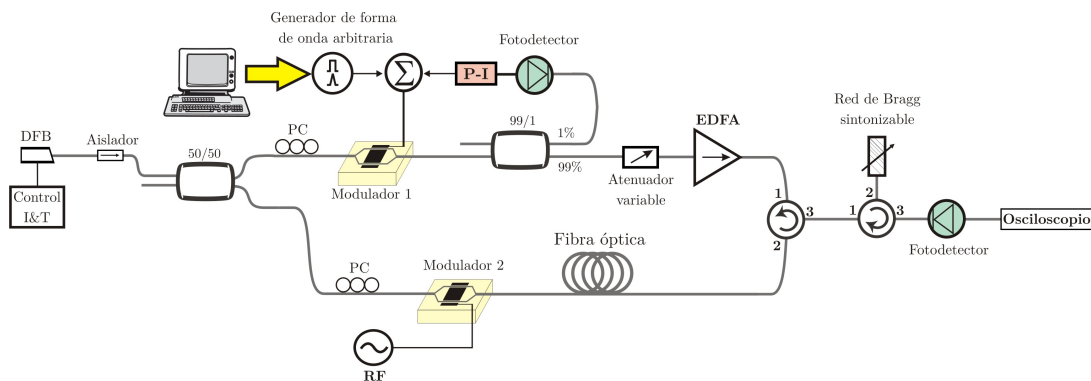 Generador de forma
de onda arbitraria
Fotodetector
Σ
P-I
Red de Bragg
sintonizable
DFB
Aislador
50/50
PC
99/1
1%
99%
EDFA
Control
I&T
Modulador 1
Atenuador
variable
1
3
2
2
1
3
Fotodetector
Osciloscopio
Fibra óptica
PC
Modulador 2
RF